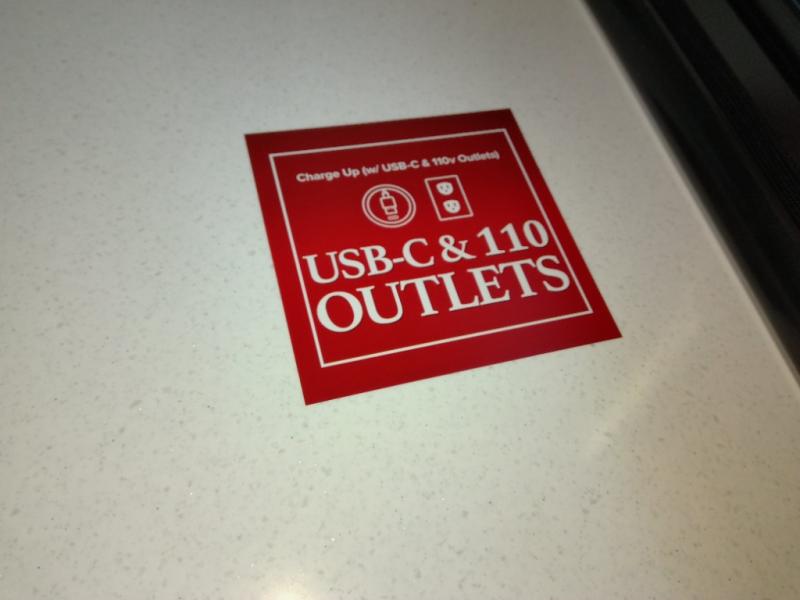 Charge Up (w/ USB-C & 110v Outlets)
USB-C & 110
OUTLETS